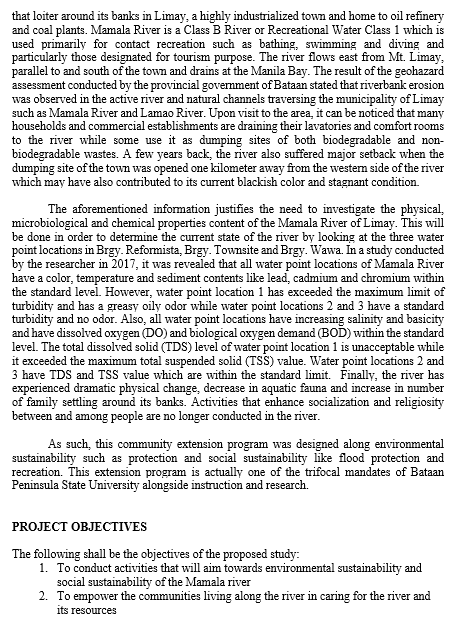 that loiter around its banks in Limay, a highly industrialized town and home to oil refinery
and coal plants. Mamala River is a Class B River or Recreational Water Class 1 which is
used primarily for contact recreation such as bathing, swimming and diving and
particularly those designated for tourism purpose. The river flows east from Mt. Limay,
parallel to and south of the town and drains at the Manila Bay. The result of the geohazard
assessment conducted by the provincial government of Bataan stated that riverbank erosion
was observed in the active river and natural channels traversing the municipality of Limay
such as Mamala River and Lamao River. Upon visit to the area, it can be noticed that many
households and commercial establishments are draining their lavatories and comfort rooms
to the river while some use it as dumping sites of both biodegradable and non-
biodegradable wastes. A few years back, the river also suffered major setback when the
dumping site of the town was opened one kilometer away from the western side of the river
which may have also contributed to its current blackish color and stagnant condition.
The aforementioned information justifies the need to investigate the physical,
microbiological and chemical properties content of the Mamala River of Limay. This will
be done in order to determine the current state of the river by looking at the three water
point locations in Brgy. Reformista, Brgy. Townsite and Brgy. Wawa. In a study conducted
by the researcher in 2017, it was revealed that all water point locations of Mamala River
have a color, temperature and sediment contents like lead, cadmium and chromium within
the standard level. However, water point location 1 has exceeded the maximum limit of
turbidity and has a greasy oily odor while water point locations 2 and 3 have a standard
turbidity and no odor. Also, all water point locations have increasing salinity and basicity
and have dissolved oxygen (DO) and biological oxygen demand (BOD) within the standard
level. The total dissolved solid (TDS) level of water point location 1 is unacceptable while
it exceeded the maximum total suspended solid (TSS) value. Water point locations 2 and
3 have TDS and TSS value which are within the standard limit. Finally, the river has
experienced dramatic physical change, decrease in aquatic fauna and increase in number
of family settling around its banks. Activities that enhance socialization and religiosity
between and among people are no longer conducted in the river.
As such, this community extension program was designed along environmental
sustainability such as protection and social sustainability like flood protection and
recreation. This extension program is actually one of the trifocal mandates of Bataan
Peninsula State University alongside instruction and research.
PROJECT OBJECTIVES
The following shall be the objectives of the proposed study:
1. To conduct activities that will aim towards environmental sustainability and
social sustainability of the Mamala river
2. To empower the communities living along the river in caring for the river and
its resources